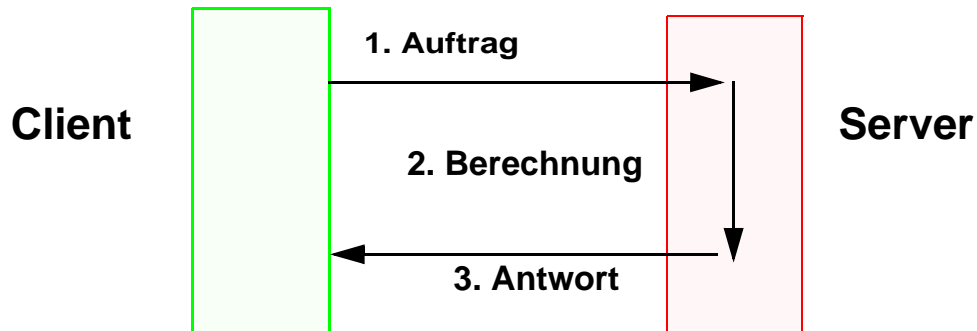 1. Auftrag
Client
Server
2. Berechnung
3. Antwort